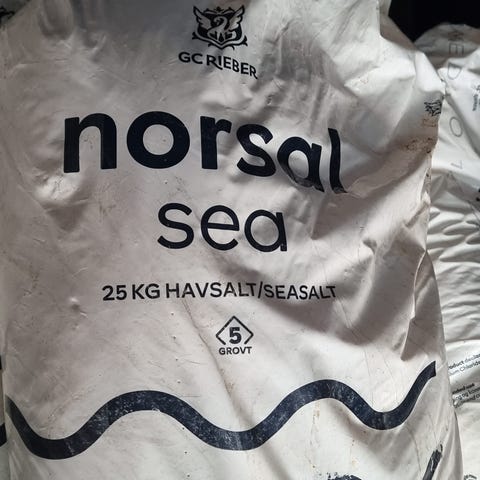 GC RIEBER
norsal
sea
25 KG HAVSALT/SEASALT
5
GROVT